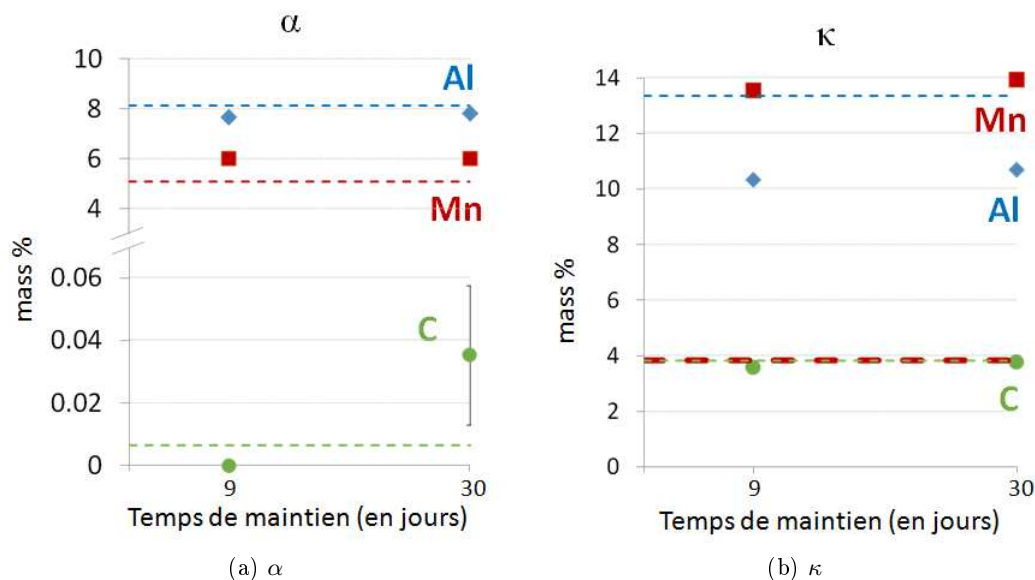 α
10
8
6
4
0.06
0.04
0.02
0
mass %
Al
Mn
C
9
30
Temps de maintien (en jours)
(a) α
κ
14
12
10
8
6
4
2
0
mass %
Mn
Al
C
9
30
Temps de maintien (en jours)
(b) κ